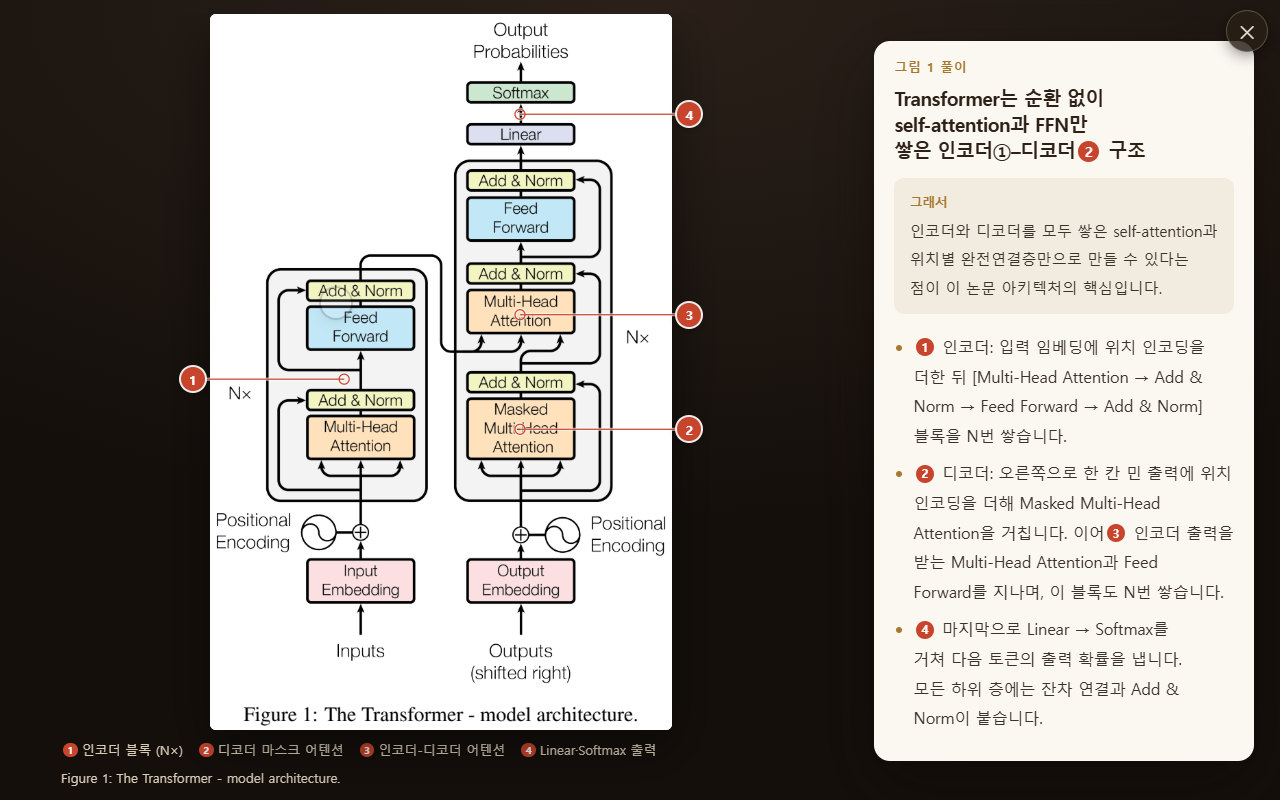 Output
Probabilities
Softmax
4
Linear
Add & Norm
Feed
Forward
Add & Norm
Multi-Head
Attention
3
N×
Add & Norm
Masked
Multi-Head
Attention
2
Add & Norm
Feed
Forward
1
N×
Add & Norm
Multi-Head
Attention
Positional
Encoding
Positional
Encoding
Input
Embedding
Output
Embedding
Inputs
Outputs
(shifted right)
Figure 1: The Transformer - model architecture.
1 인코더 블록 (N×) 2 디코더 마스크 어텐션 3 인코더-디코더 어텐션 4 Linear·Softmax 출력
Figure 1: The Transformer - model architecture.
그림 1 풀이
Transformer는 순환 없이
self-attention과 FFN만
쌓은 인코더①–디코더2 구조
그래서
인코더와 디코더를 모두 쌓은 self-attention과
위치별 완전연결층만으로 만들 수 있다는
점이 이 논문 아키텍처의 핵심입니다.
• 1 인코더: 입력 임베딩에 위치 인코딩을
더한 뒤 [Multi-Head Attention → Add &
Norm → Feed Forward → Add & Norm]
블록을 N번 쌓습니다.
• 2 디코더: 오른쪽으로 한 칸 민 출력에 위치
인코딩을 더해 Masked Multi-Head
Attention을 거칩니다. 이어3 인코더 출력을
받는 Multi-Head Attention과 Feed
Forward를 지나며, 이 블록도 N번 쌓습니다.
• 4 마지막으로 Linear → Softmax를
거쳐 다음 토큰의 출력 확률을 냅니다.
모든 하위 층에는 잔차 연결과 Add &
Norm이 붙습니다.